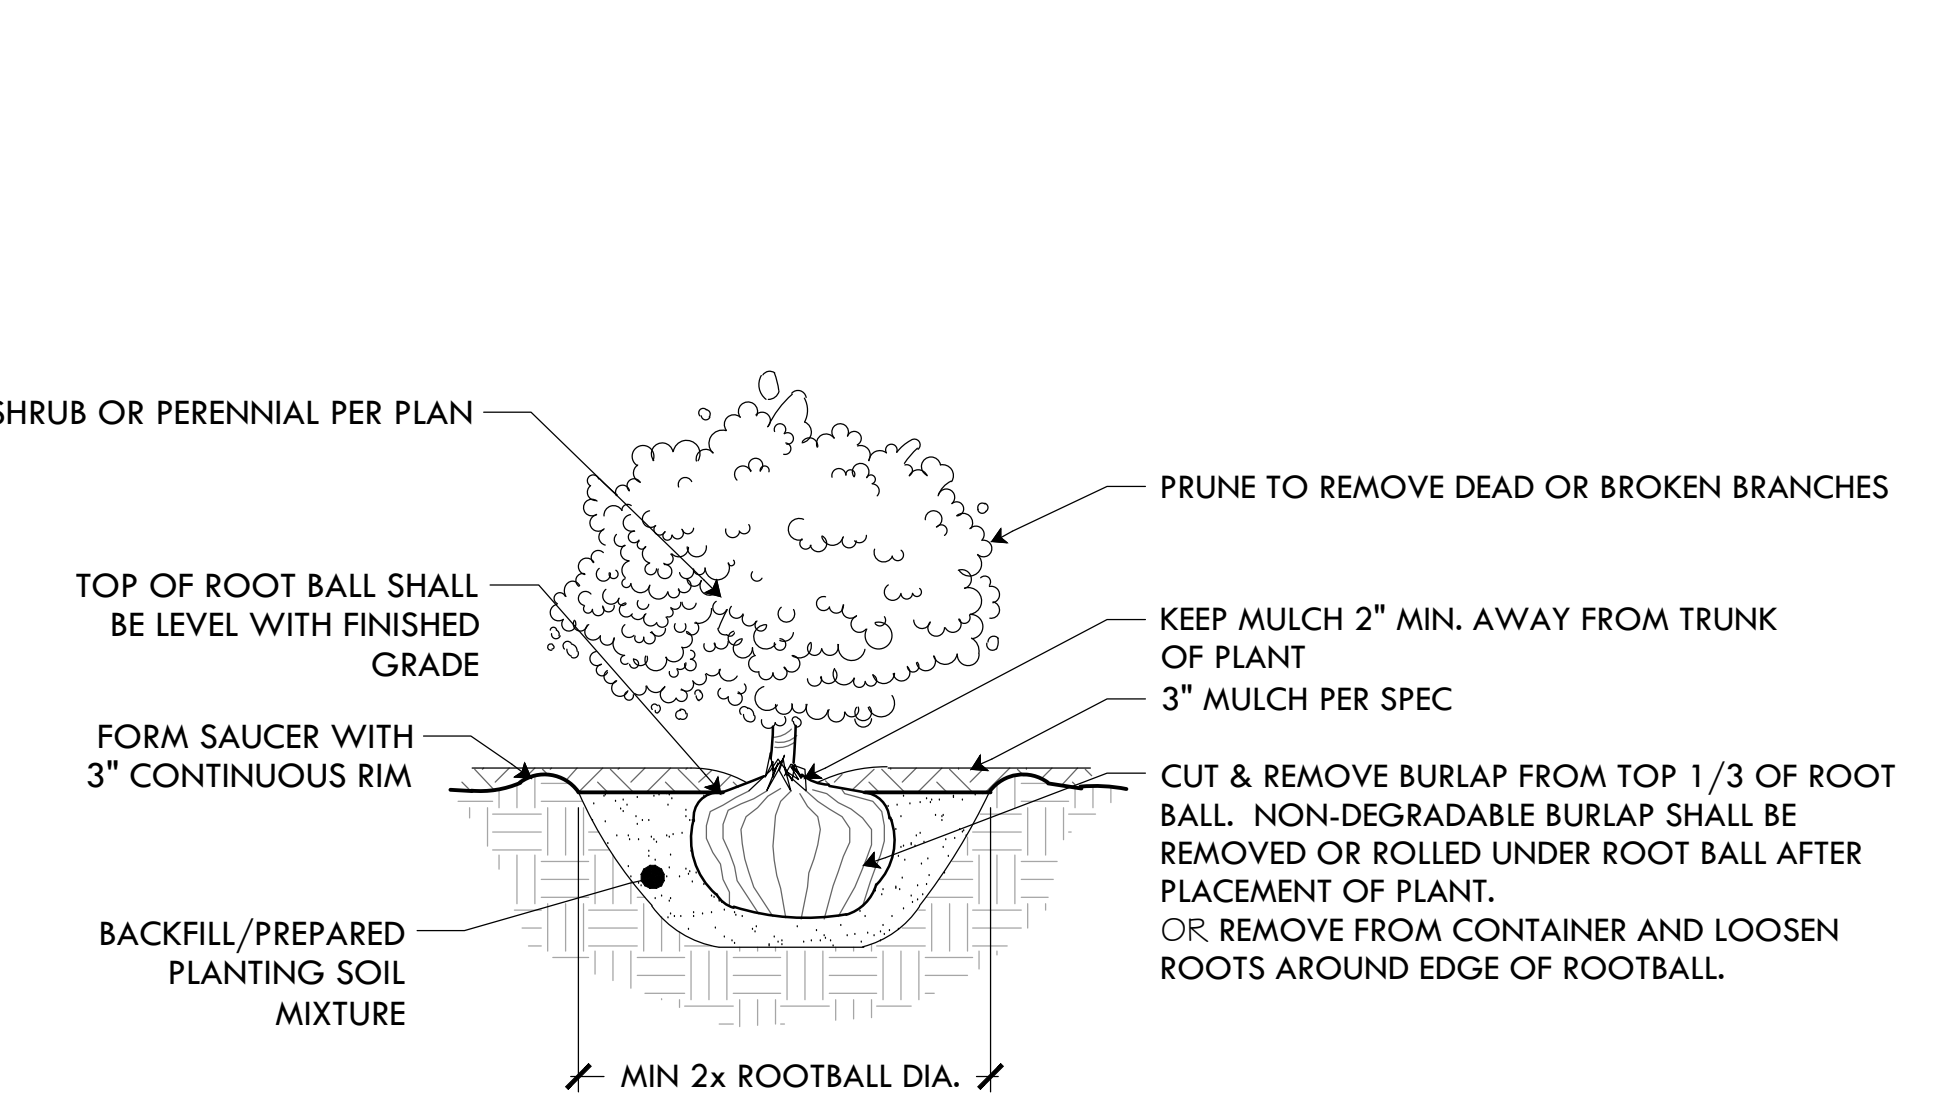 SHRUB OR PERENNIAL PER PLAN
PRUNE TO REMOVE DEAD OR BROKEN BRANCHES
TOP OF ROOT BALL SHALL
BE LEVEL WITH FINISHED
GRADE
KEEP MULCH 2" MIN. AWAY FROM TRUNK
OF PLANT
3" MULCH PER SPEC
FORM SAUCER WITH
3" CONTINUOUS RIM
CUT & REMOVE BURLAP FROM TOP 1/3 OF ROOT
BALL.  NON-DEGRADABLE BURLAP SHALL BE
REMOVED OR ROLLED UNDER ROOT BALL AFTER
PLACEMENT OF PLANT.
OR REMOVE FROM CONTAINER AND LOOSEN
ROOTS AROUND EDGE OF ROOTBALL.
BACKFILL/PREPARED
PLANTING SOIL
MIXTURE
MIN 2x ROOTBALL DIA.